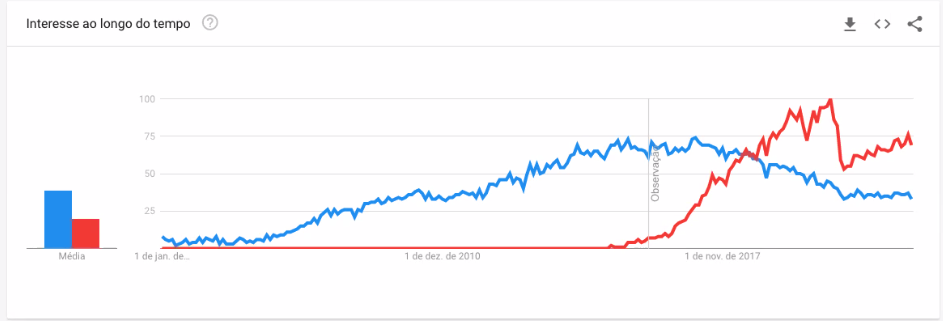 Interesse ao longo do tempo
100
75
50
25
Observação
Média
1 de jan. de...
1 de dez. de 2010
1 de nov. de 2017